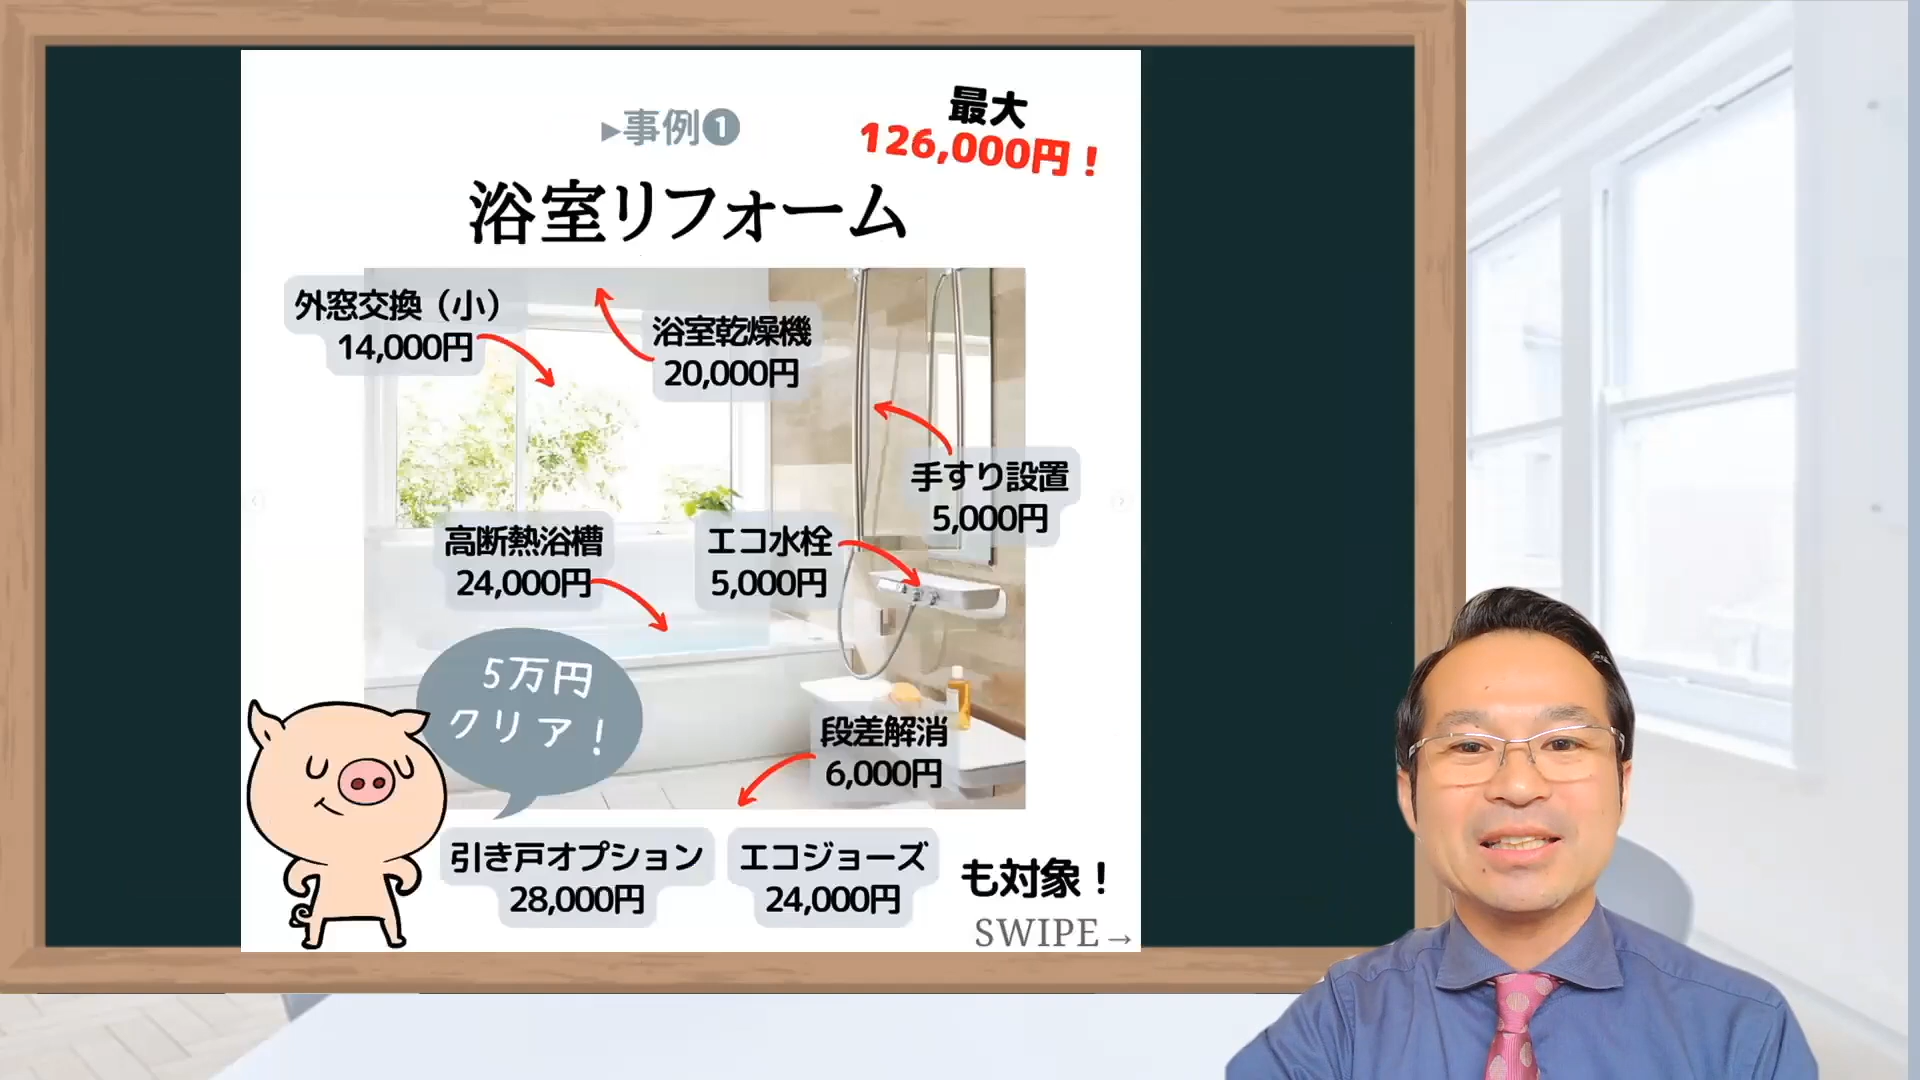 ▸事例❶
最大
126,000円！
浴室リフォーム
外窓交換（小）
14,000円
浴室乾燥機
20,000円
手すり設置
5,000円
高断熱浴槽
24,000円
エコ水栓
5,000円
5万円
クリア！
段差解消
6,000円
引き戸オプション
28,000円
エコジョーズ
24,000円
も対象！
SWIPE→